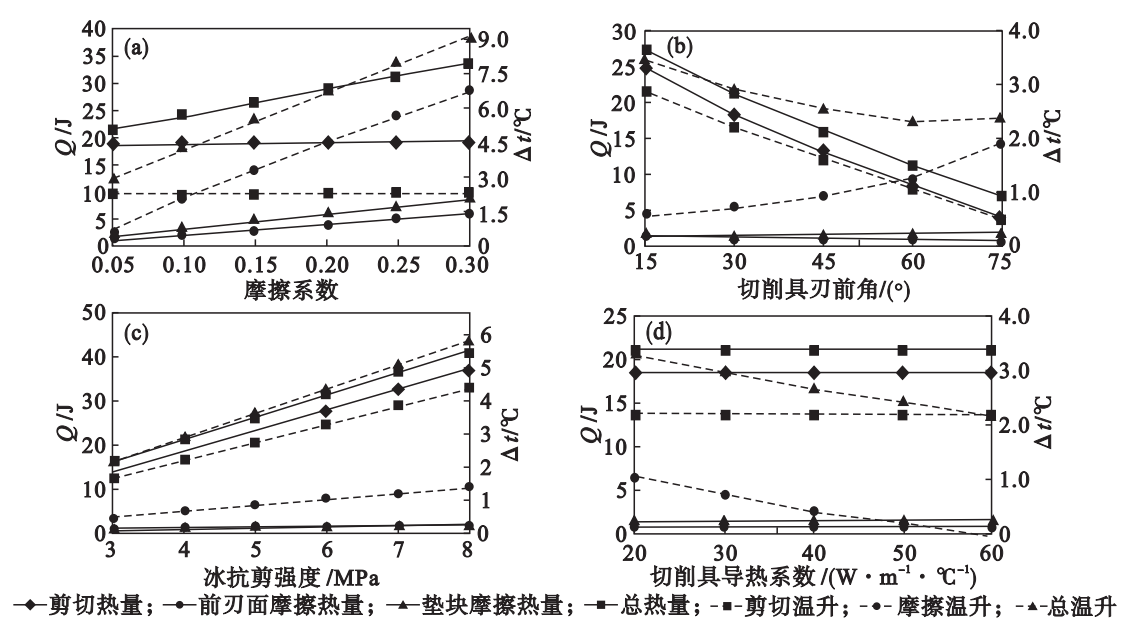 (a)
40
35
30
25
20
15
10
5
0
Q/J
9.0
7.5
6.0
4.5
3.0
1.5
0
Δt/℃
0.05 0.10 0.15 0.20 0.25 0.30
摩擦系数
(b)
30
25
20
15
10
5
0
Q/J
4.0
3.0
2.0
1.0
0
Δt/℃
15 30 45 60 75
切削具刃前角/(°)
(c)
50
40
30
20
10
0
Q/J
6
5
4
3
2
1
0
Δt/℃
3 4 5 6 7 8
冰抗剪强度/MPa
(d)
25
20
15
10
5
0
Q/J
4.0
3.0
2.0
1.0
0
Δt/℃
20 30 40 50 60
切削具导热系数/(W·m⁻¹·℃⁻¹)
剪切热量; 前刃面摩擦热量; 垫块摩擦热量; 总热量; 剪切温升; 摩擦温升; 总温升